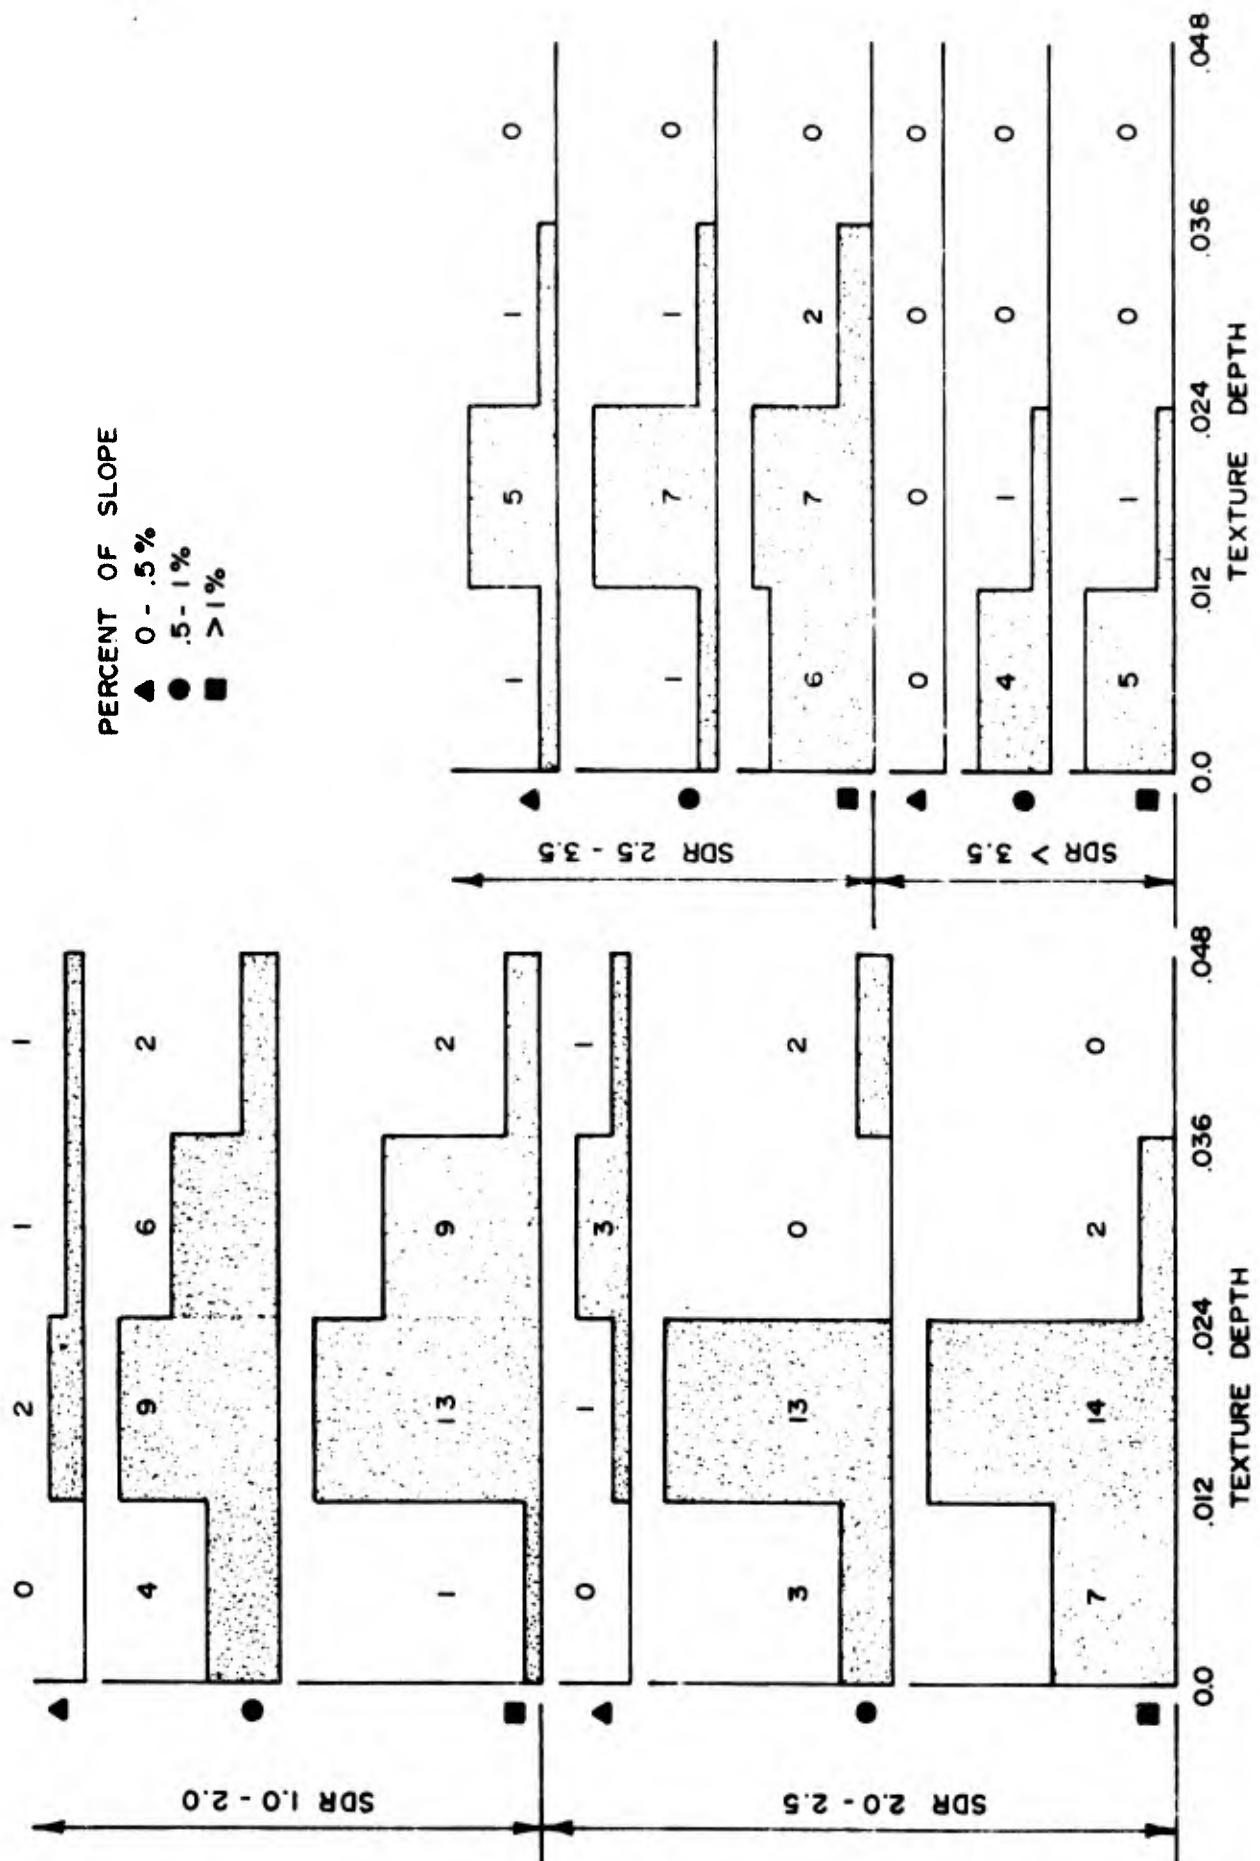 PERCENT OF SLOPE
▲ 0 - .5%
● .5 - 1%
■ >1%
SDR 1.0 - 2.0
▲ 0 2 1 1
● 4 9 6 2
■ 1 13 9 2
SDR 2.0 - 2.5
▲ 0 1 3 1
● 3 13 0 2
■ 7 14 2 0
0.0 .012 .024 .036 .048
TEXTURE DEPTH
SDR 2.5 - 3.5
▲ 1 5 1 0
● 1 7 1 0
■ 6 7 2 0
SDR > 3.5
▲ 0 0 0 0
● 4 1 0 0
■ 5 1 0 0
0.0 .012 .024 .036 .048
TEXTURE DEPTH